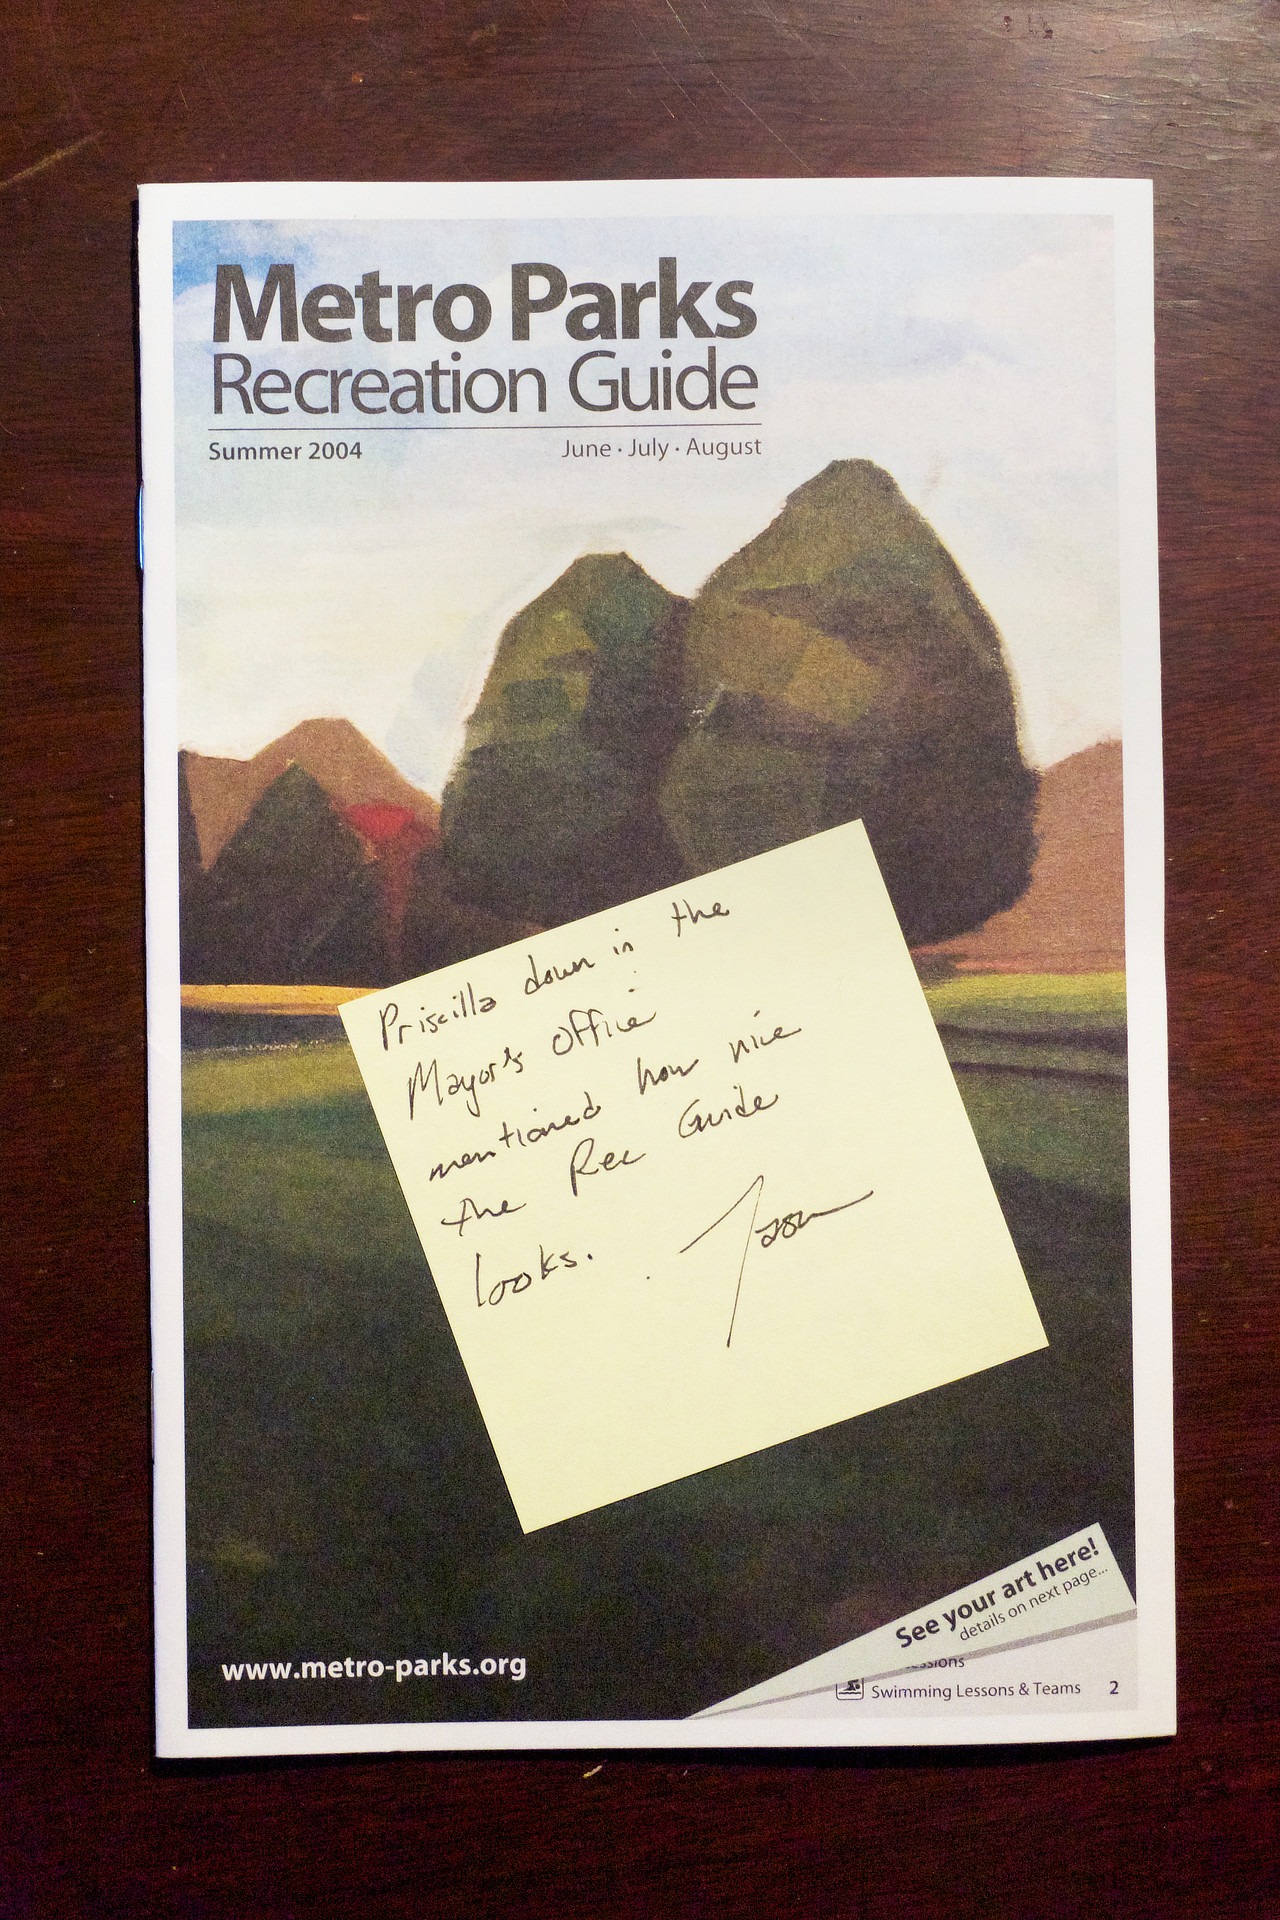 Metro Parks
Recreation Guide
Summer 2004 June · July · August
Priscilla down in the
Mayor's office
mentioned how nice
the Rec Guide
looks. Jason
See your art here!
details on next page...
www.metro-parks.org
Swimming Lessons & Teams 2